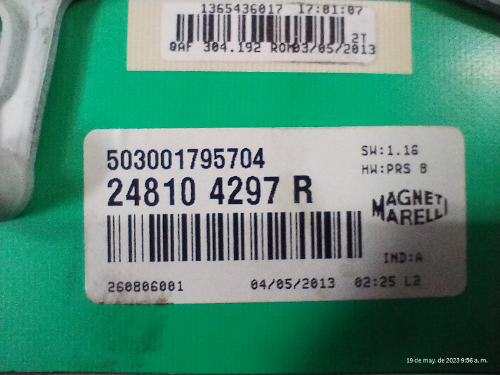 1365436017 17:01:07
2T
QAF 304.192 ROM03/05/2013
503001795704
SW:1.16
HW:PRS B
24810 4297 R
MAGNETI
MARELLI
IND:A
260806001 04/05/2013 02:25 L2
19 de may. de 2023 9:56 a. m.